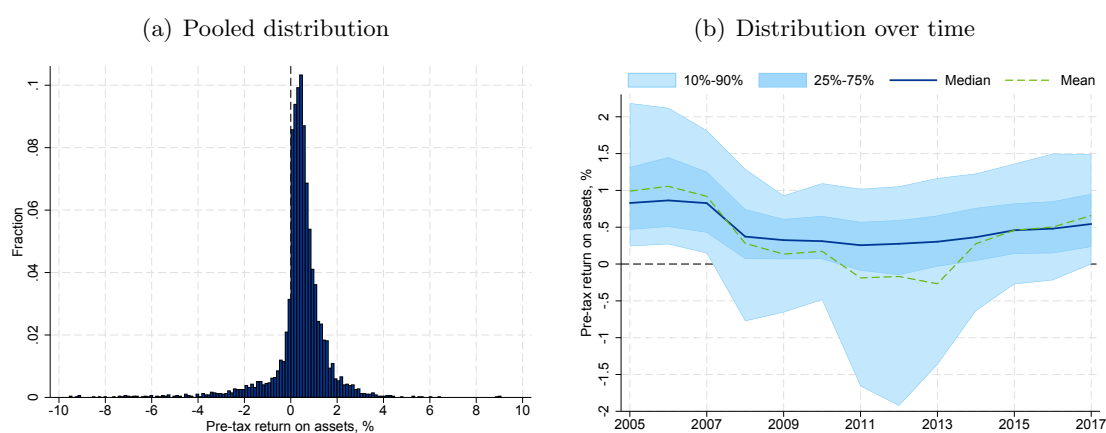 (a) Pooled distribution
.1
.08
.06
.04
.02
0
Fraction
-10 -8 -6 -4 -2 0 2 4 6 8 10
Pre-tax return on assets, %
(b) Distribution over time
10%-90% 25%-75% Median Mean
2
1.5
1
.5
0
-.5
-1
-1.5
-2
Pre-tax return on assets, %
2005 2007 2009 2011 2013 2015 2017